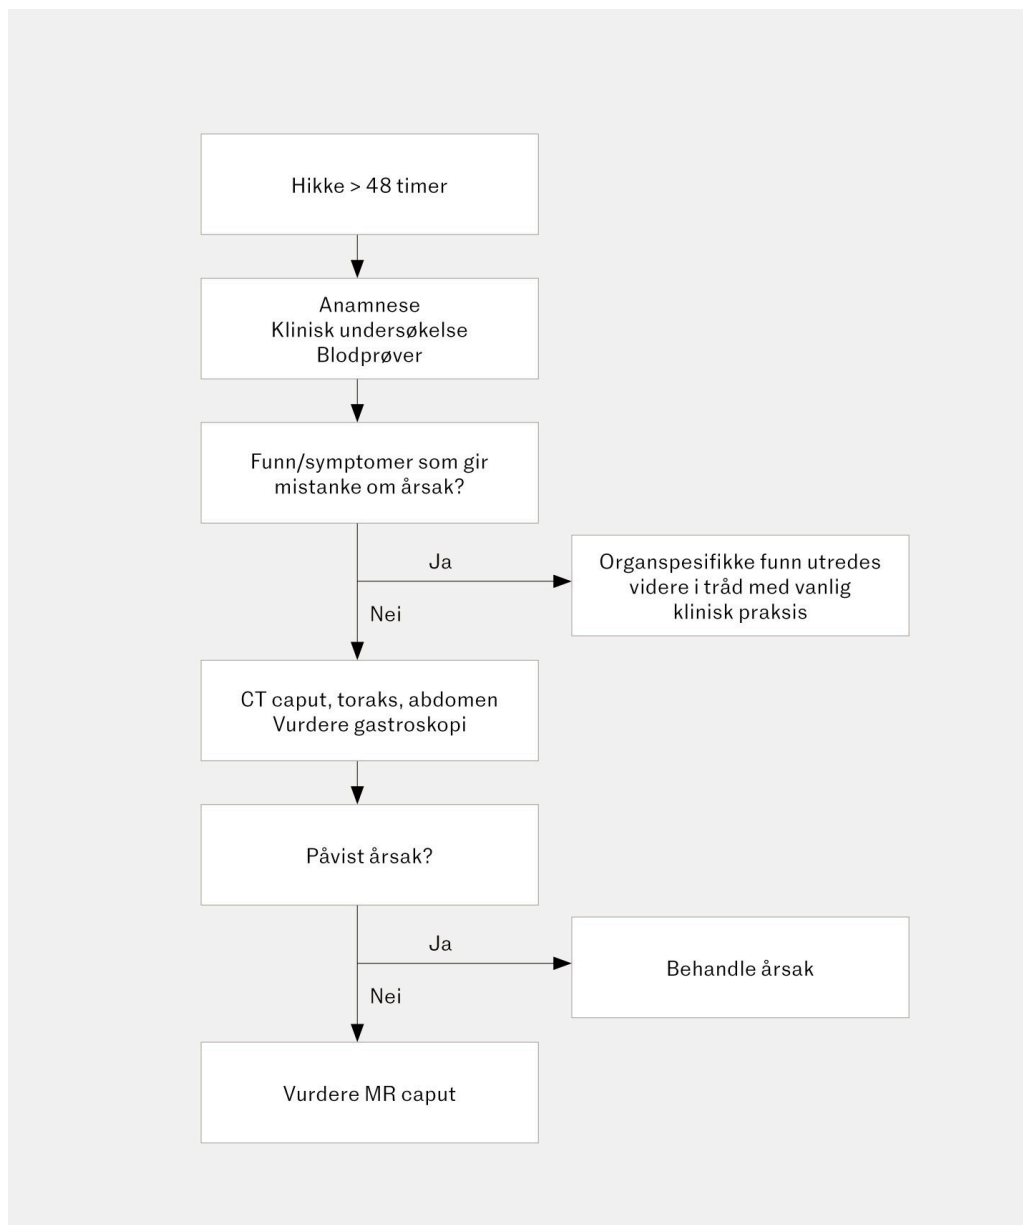 Hikke > 48 timer
Anamnese
Klinisk undersøkelse
Blodprøver
Funn/symptomer som gir
mistanke om årsak?
Ja
Organspesifikke funn utredes
videre i tråd med vanlig
klinisk praksis
Nei
CT caput, toraks, abdomen
Vurdere gastroskopi
Påvist årsak?
Ja
Behandle årsak
Nei
Vurdere MR caput